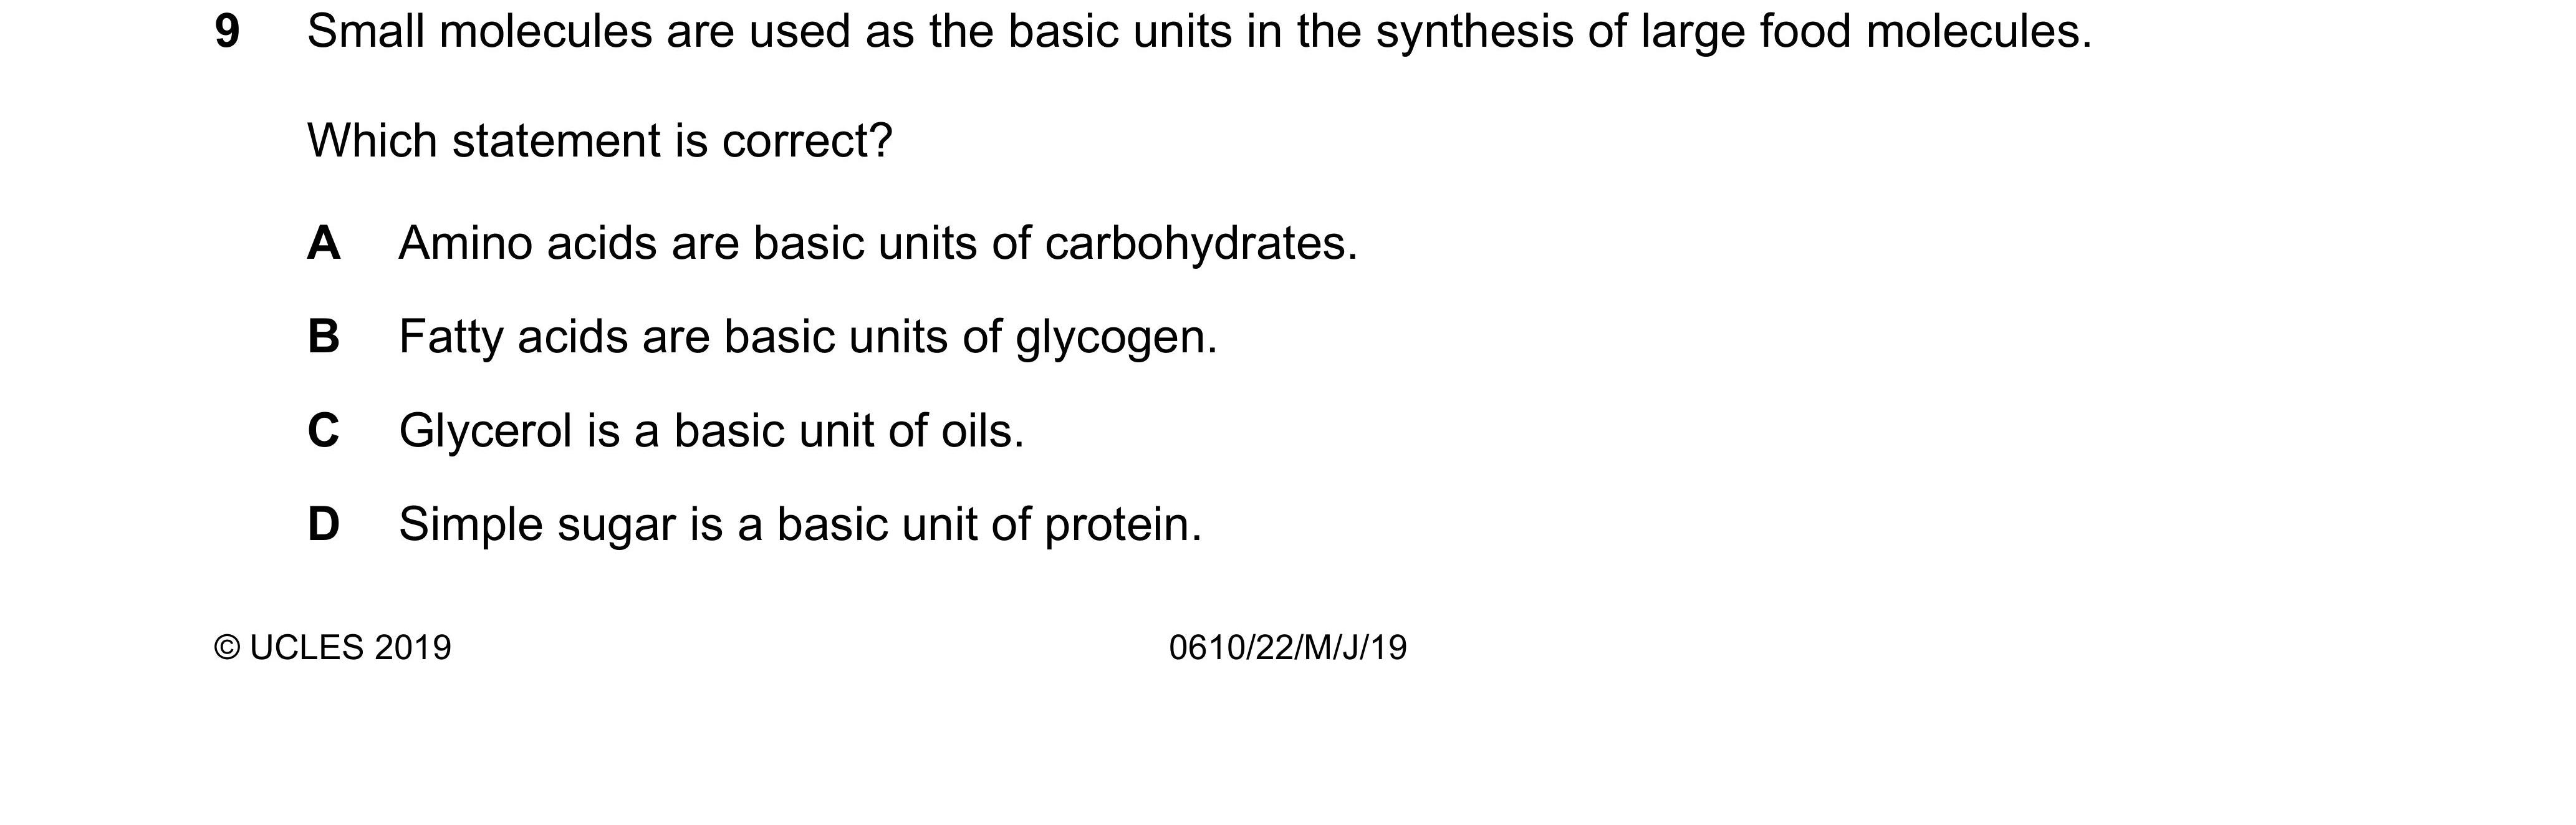 9 Small molecules are used as the basic units in the synthesis of large food molecules.
Which statement is correct?
A Amino acids are basic units of carbohydrates.
B Fatty acids are basic units of glycogen.
C Glycerol is a basic unit of oils.
D Simple sugar is a basic unit of protein.
© UCLES 2019 0610/22/M/J/19